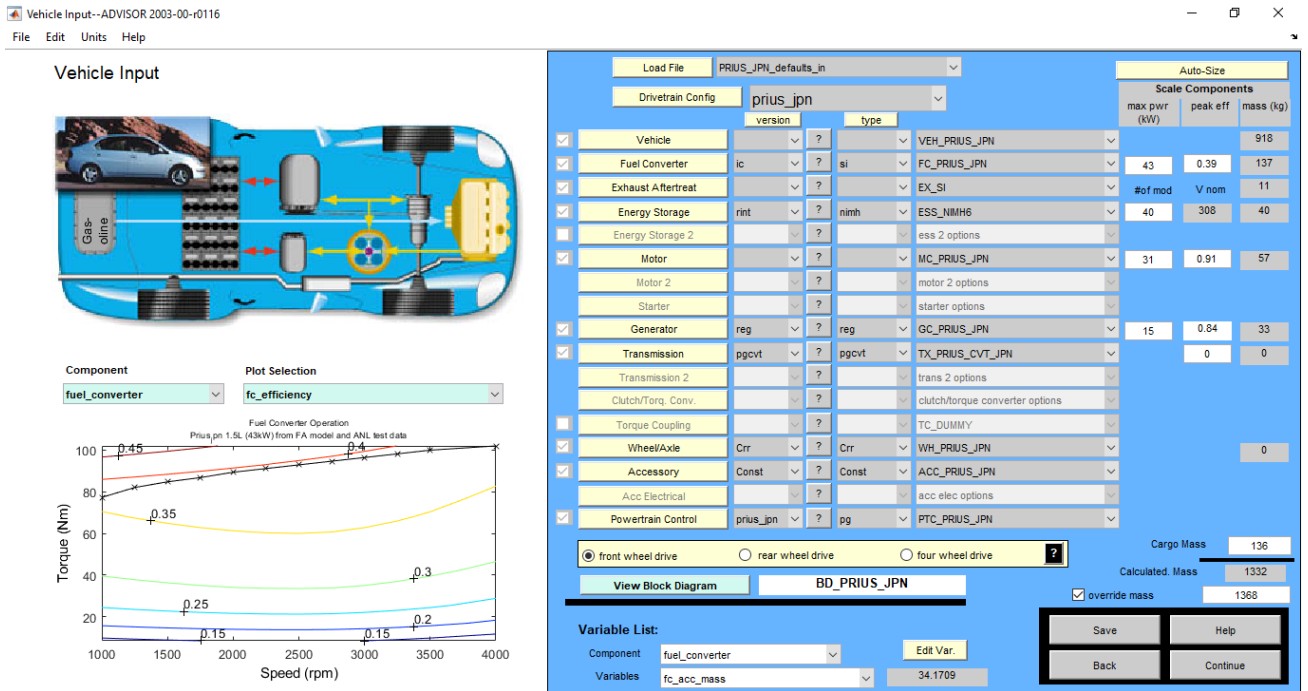 Vehicle Input--ADVISOR 2003-00-r0116
File Edit Units Help
Vehicle Input
Gas-
oline
Component Plot Selection
fuel_converter fc_efficiency
Fuel Converter Operation
Prius_jpn 1.5L (43kW) from FA model and ANL test data
Torque (Nm)
100
80
60
40
20
0.45
0.4
0.35
0.3
0.25
0.2
0.15
0.15
1000 1500 2000 2500 3000 3500 4000
Speed (rpm)
Load File PRIUS_JPN_defaults_in
Auto-Size
Drivetrain Config prius_jpn
Scale Components
max pwr (kW) peak eff mass (kg)
version type
Vehicle ? VEH_PRIUS_JPN 918
Fuel Converter ic ? si FC_PRIUS_JPN 43 0.39 137
Exhaust Aftertreat ? EX_SI #of mod V nom 11
Energy Storage rint ? nimh ESS_NIMH6 40 308 40
Energy Storage 2 ? ess 2 options
Motor ? MC_PRIUS_JPN 31 0.91 57
Motor 2 ? motor 2 options
Starter ? starter options
Generator reg ? reg GC_PRIUS_JPN 15 0.84 33
Transmission pgcvt ? pgcvt TX_PRIUS_CVT_JPN 0 0
Transmission 2 ? trans 2 options
Clutch/Torq. Conv. ? clutch/torque converter options
Torque Coupling ? TC_DUMMY
Wheel/Axle Crr ? Crr WH_PRIUS_JPN 0
Accessory Const ? Const ACC_PRIUS_JPN
Acc Electrical ? acc elec options
Powertrain Control prius_jpn ? pg PTC_PRIUS_JPN
front wheel drive rear wheel drive four wheel drive ?
Cargo Mass 136
Calculated. Mass 1332
View Block Diagram BD_PRIUS_JPN
override mass 1368
Variable List:
Component fuel_converter Edit Var.
Variables fc_acc_mass 34.1709
Save Help
Back Continue